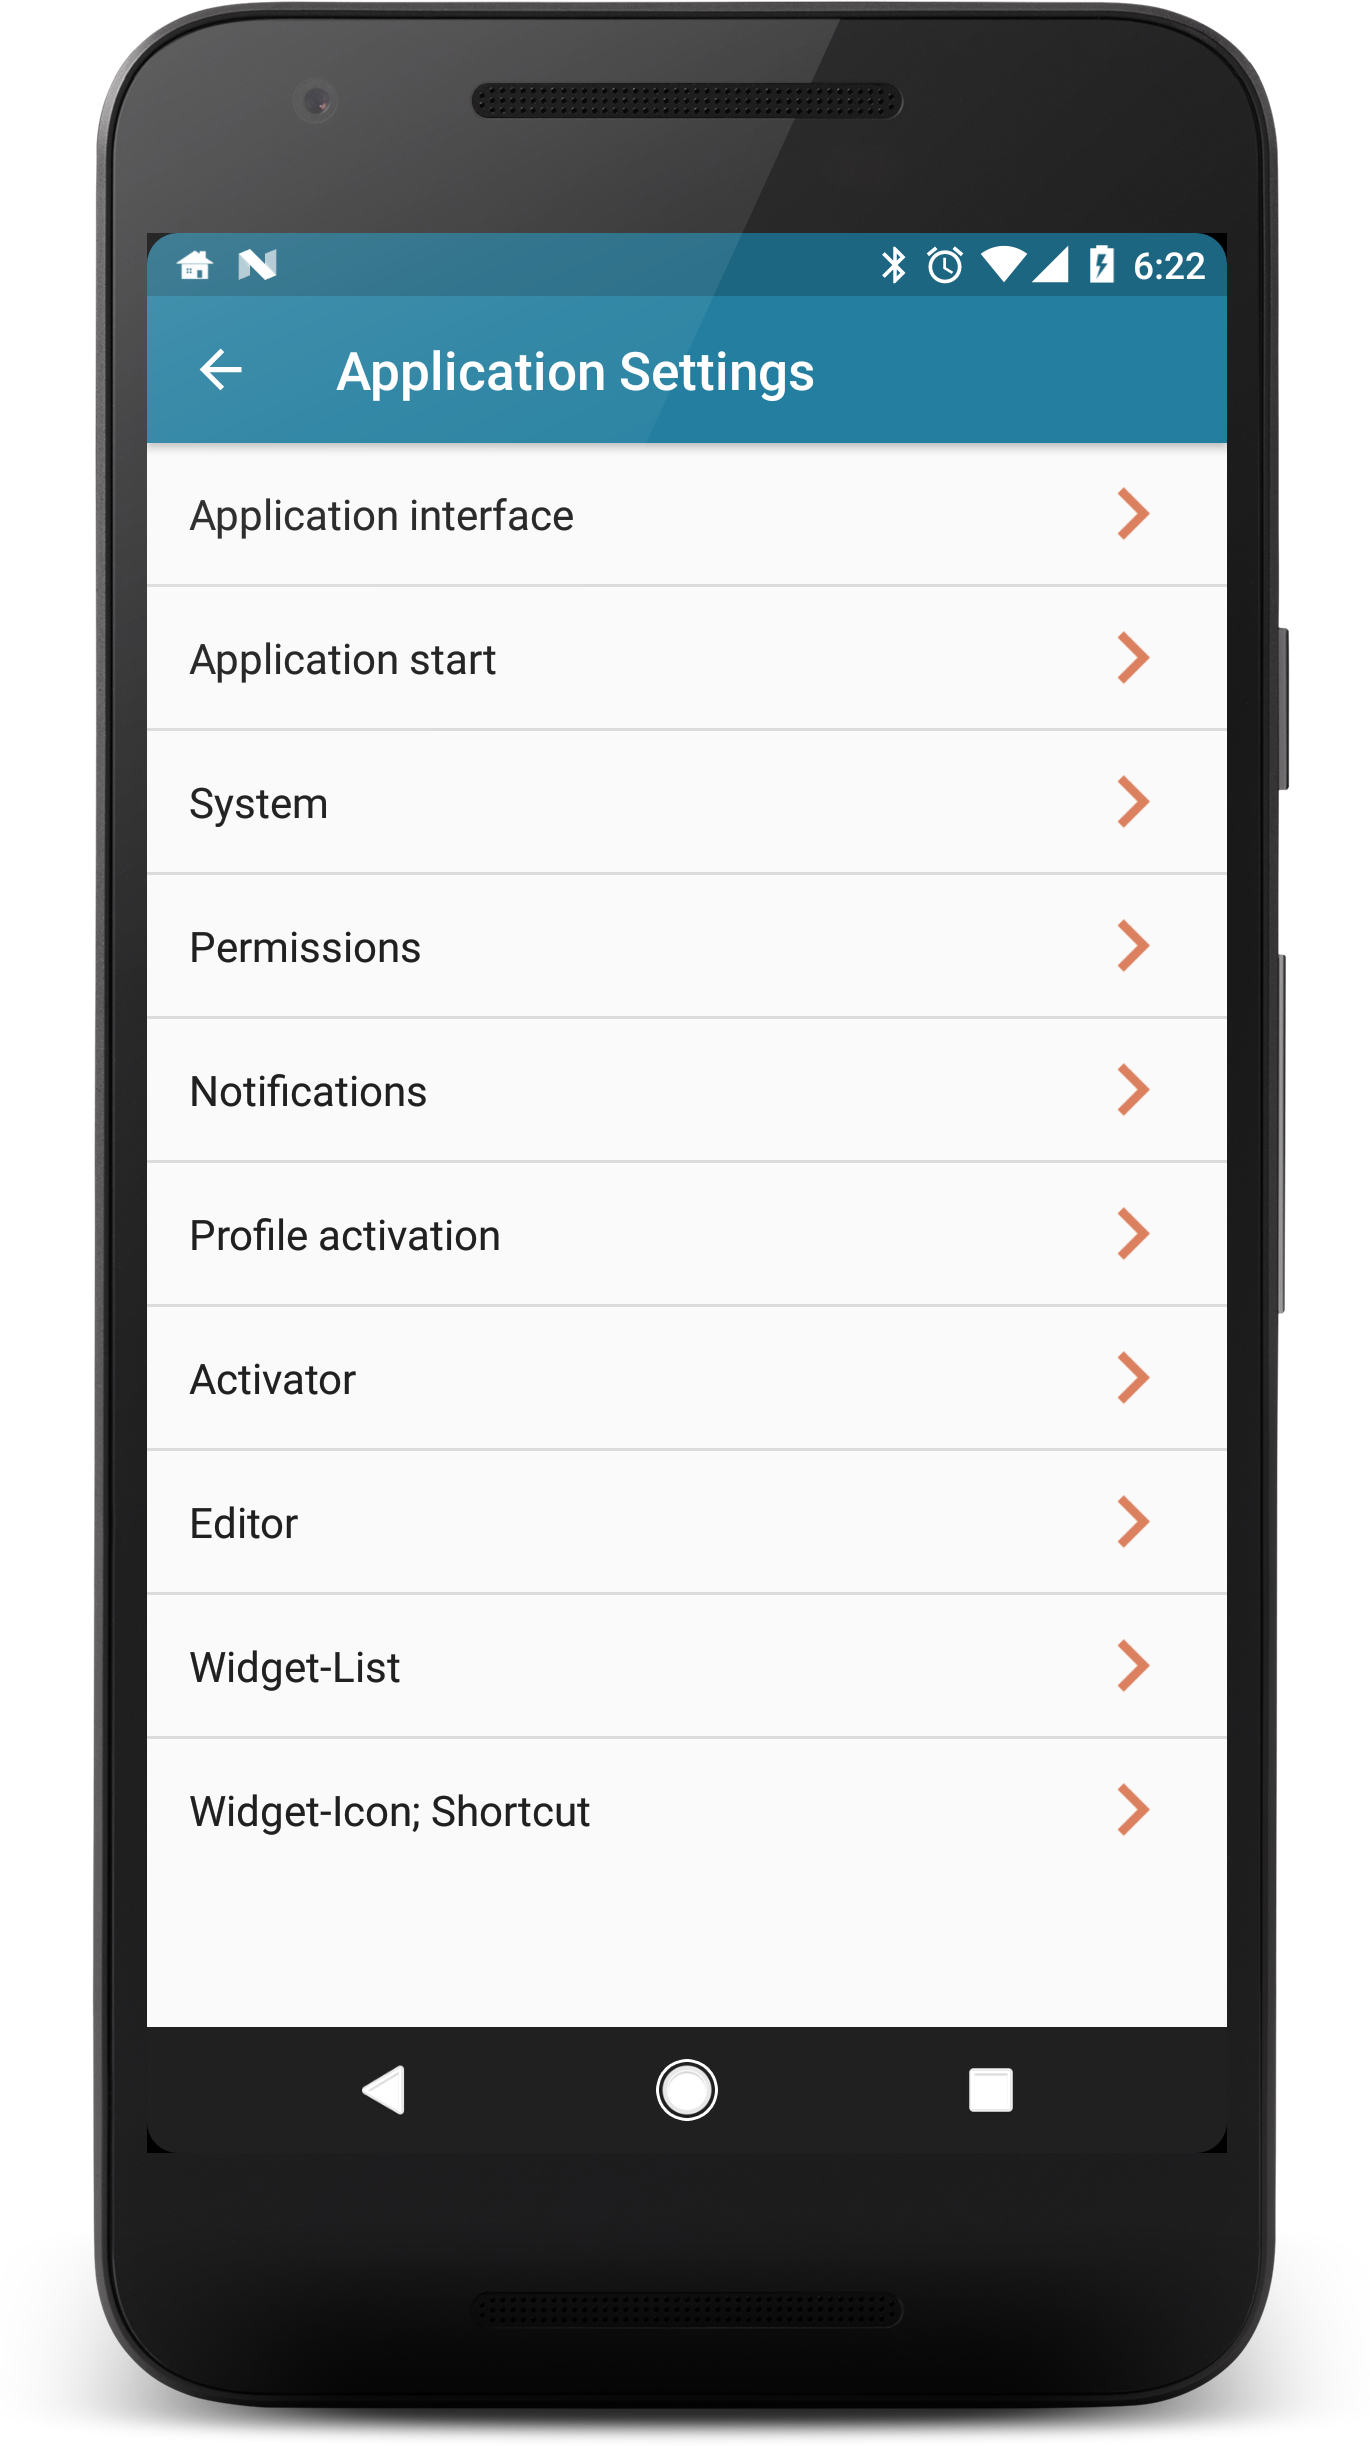 6:22
Application Settings
Application interface
Application start
System
Permissions
Notifications
Profile activation
Activator
Editor
Widget-List
Widget-Icon; Shortcut